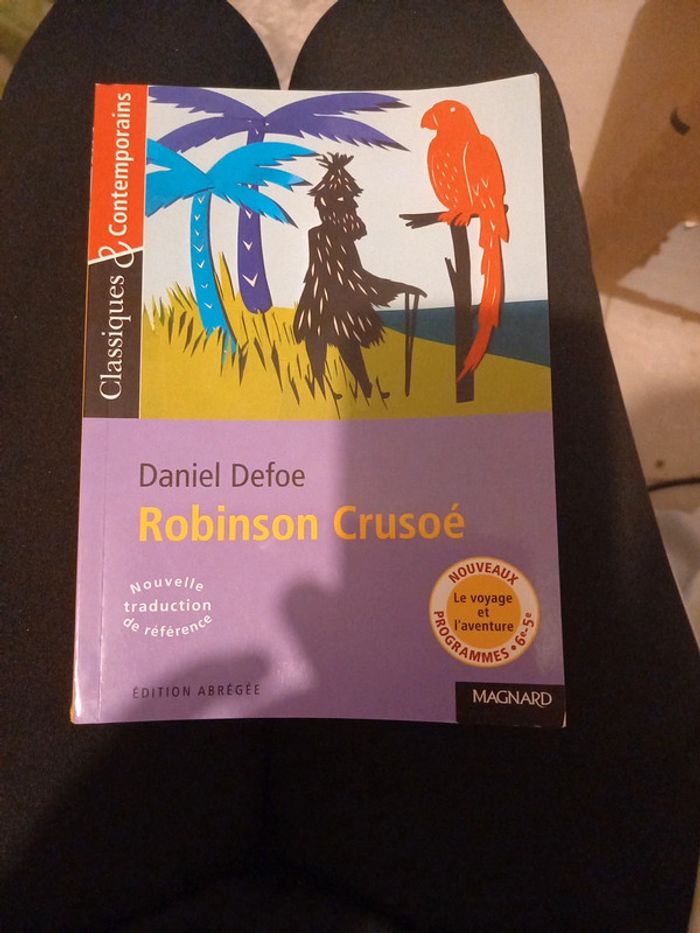 Classiques & Contemporains
Daniel Defoe
Robinson Crusoé
Nouvelle
traduction
de référence
NOUVEAUX
Le voyage
et
l'aventure
PROGRAMMES • 6e-5e
ÉDITION ABRÉGÉE
MAGNARD